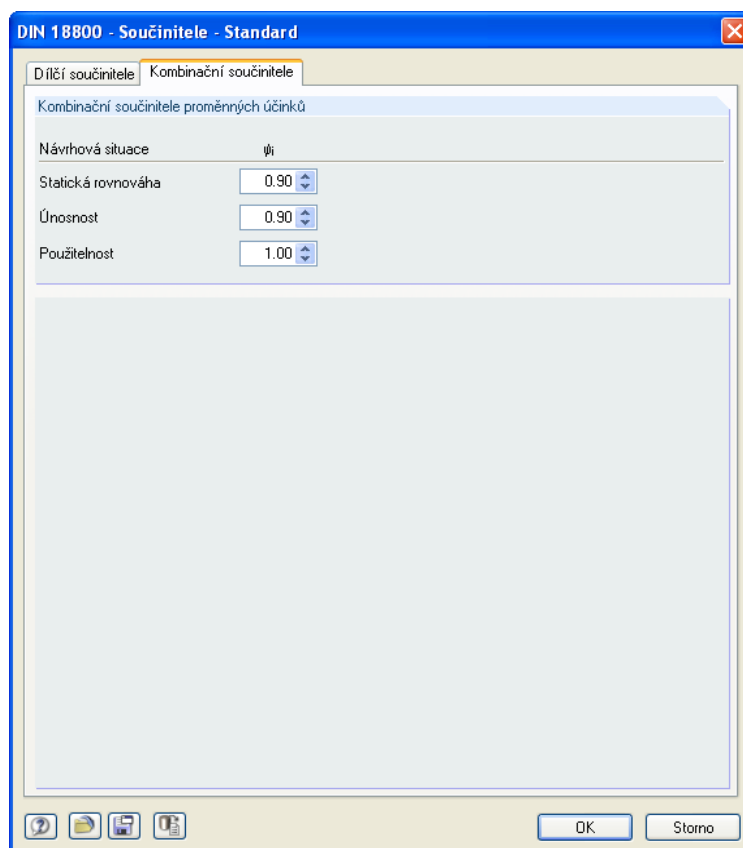 DIN 18800 - Součinitele - Standard
Dílčí součinitele Kombinační součinitele
Kombinační součinitele proměnných účinků
Návrhová situace ψi
Statická rovnováha 0.90
Únosnost 0.90
Použitelnost 1.00
OK Storno